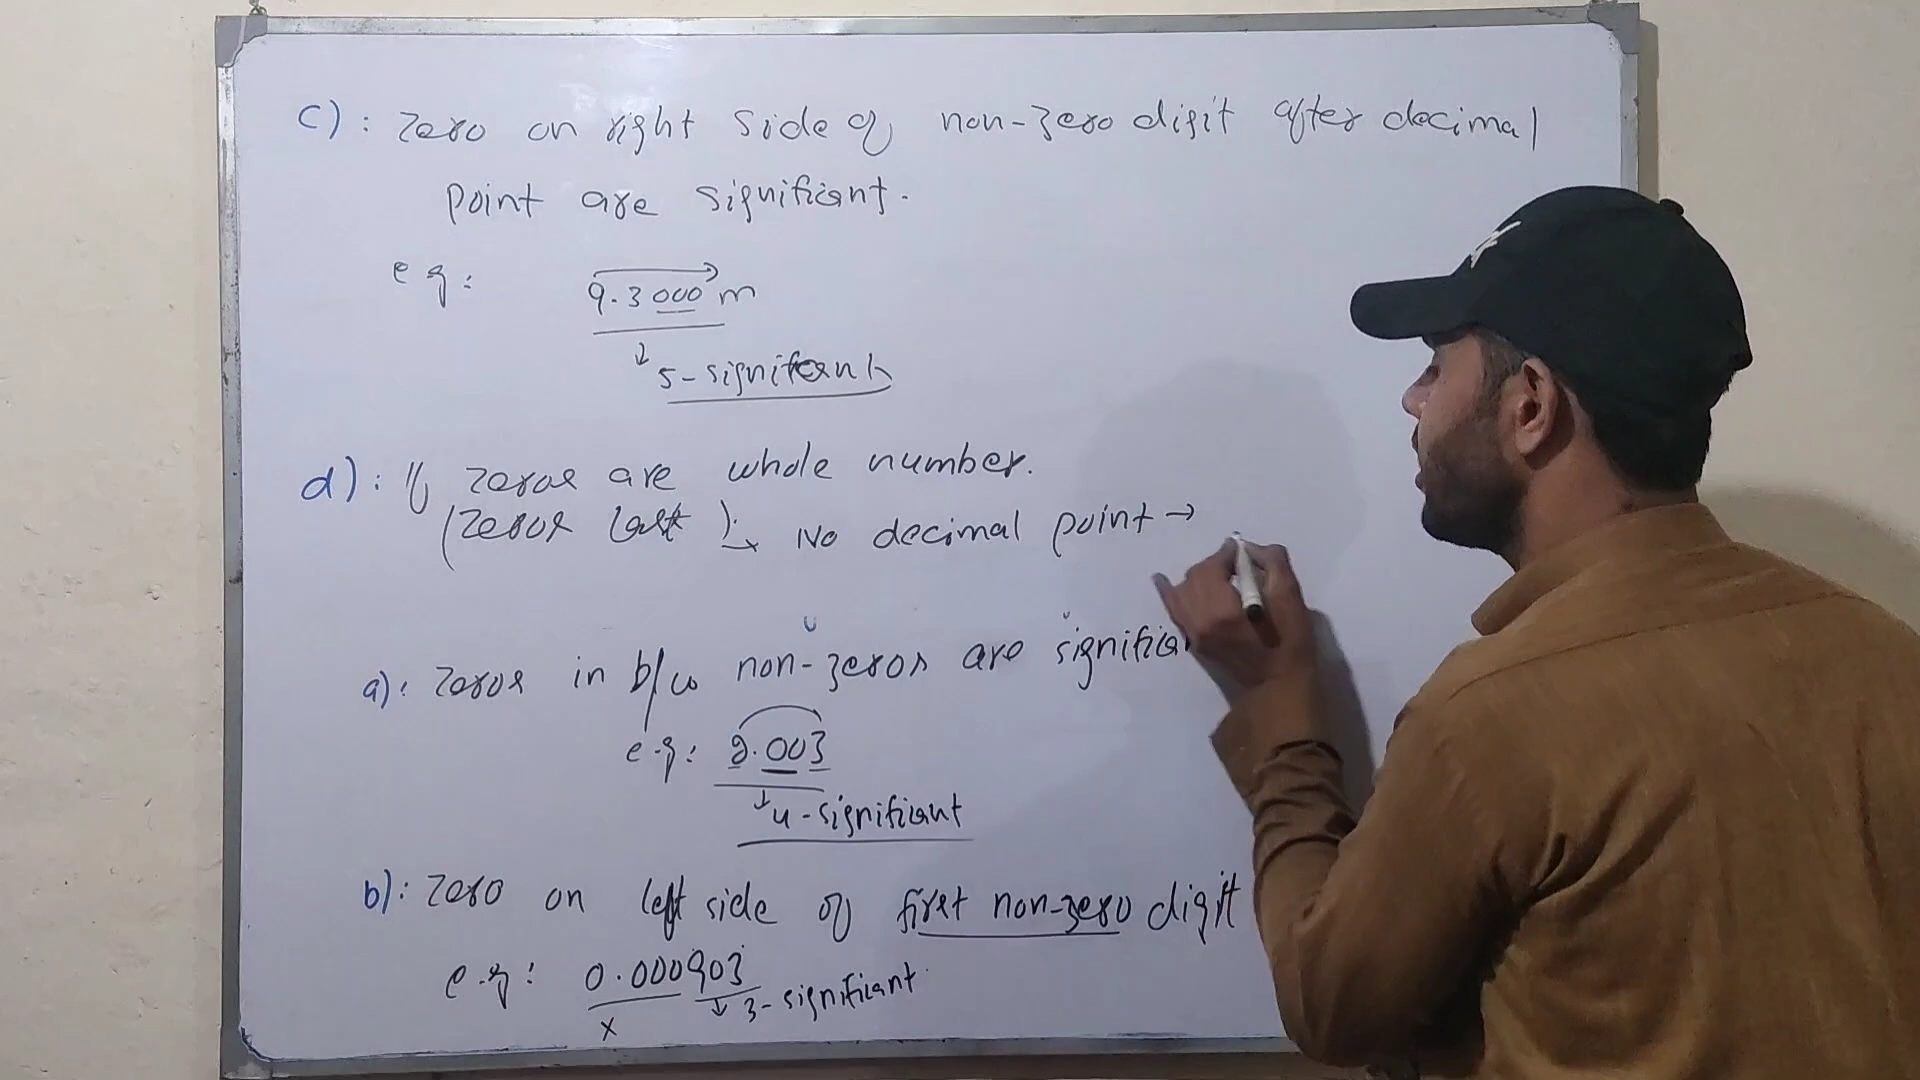 c) : Zero on right side of non-zero digit after decimal
point are significant.
e g :
9.3000 m
↓ 5-significant
d) : If zeros are whole number.
(Zeros last ) → No decimal point →
a) : Zeros in b/w non-zeros are
e.g : 9.003
↓ 4-significant
b) : Zero on left side of first non-zero digit
e.g : 0.000903
x ↓ 3-significant